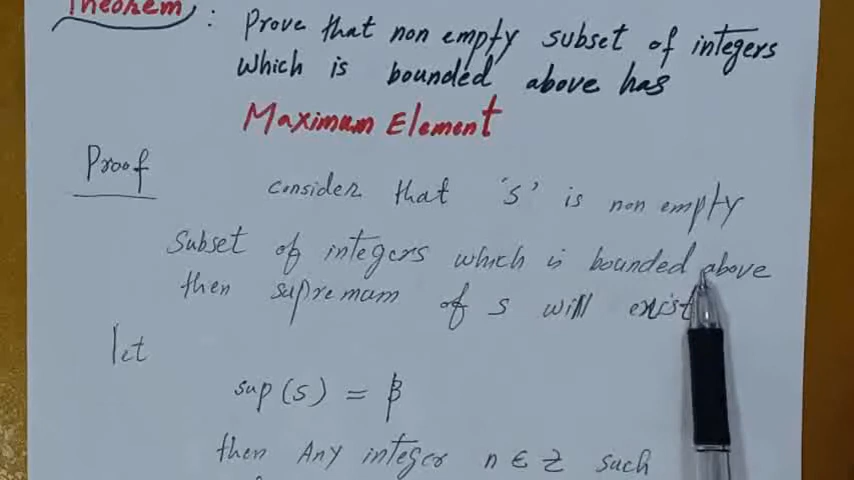 Theorem :
Prove that non empty subset of integers
which is bounded above has
Maximum Element
Proof
consider that 's' is non empty
subset of integers which is bounded above
then supremum of s will exist
let
sup (s) = β
then Any integer n ∈ Z such